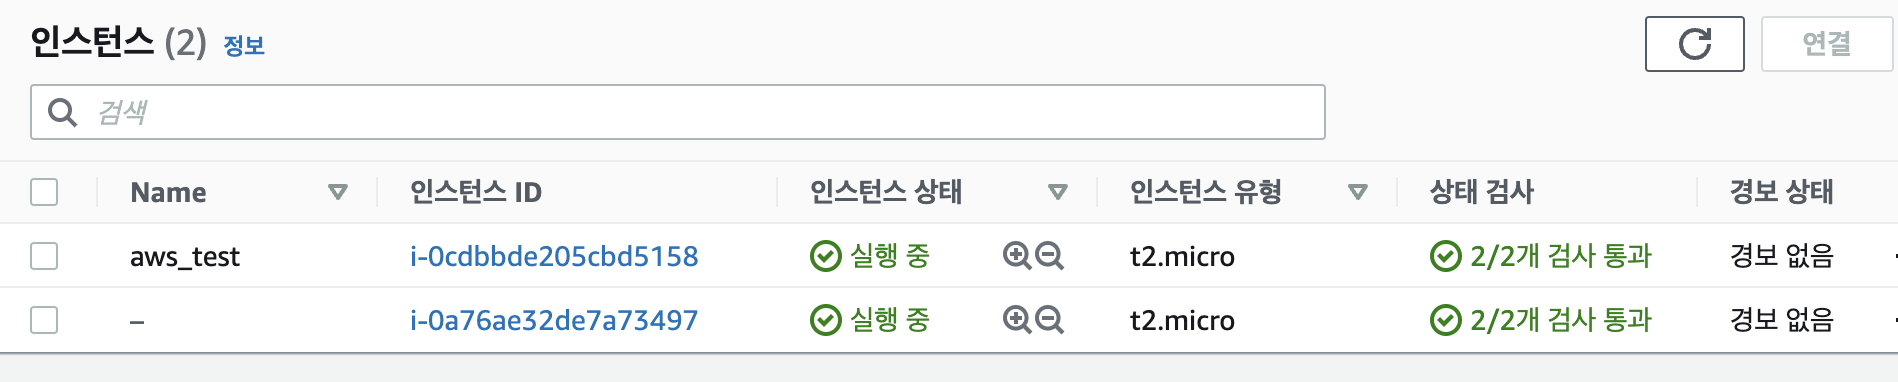 인스턴스 (2) 정보
연결
검색
Name 인스턴스 ID 인스턴스 상태 인스턴스 유형 상태 검사 경보 상태
aws_test i-0cdbbde205cbd5158 실행 중 t2.micro 2/2개 검사 통과 경보 없음
– i-0a76ae32de7a73497 실행 중 t2.micro 2/2개 검사 통과 경보 없음